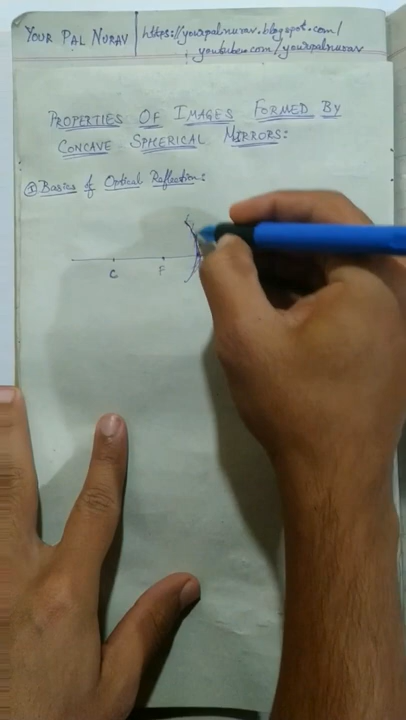 YOUR PAL NURAV
https://yourpalnurav.blogspot.com/
youtube.com/yourpalnurav
PROPERTIES OF IMAGES FORMED BY
CONCAVE SPHERICAL MIRRORS:
① Basics of Optical Reflection:
C F